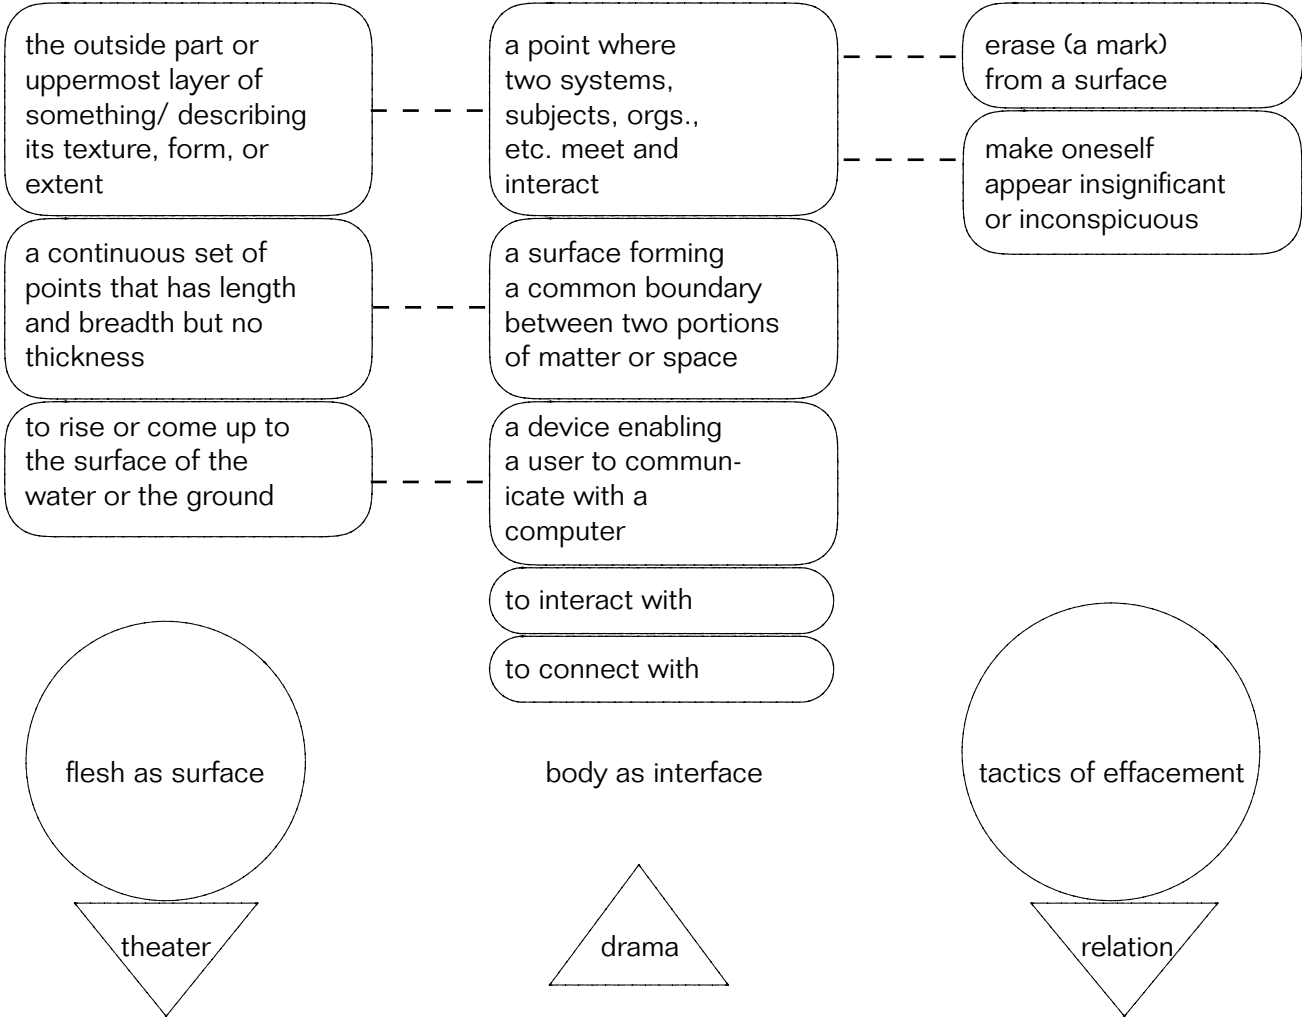 the outside part or
uppermost layer of
something/ describing
its texture, form, or
extent
a continuous set of
points that has length
and breadth but no
thickness
to rise or come up to
the surface of the
water or the ground
a point where
two systems,
subjects, orgs.,
etc. meet and
interact
a surface forming
a common boundary
between two portions
of matter or space
a device enabling
a user to commun-
icate with a
computer
to interact with
to connect with
erase (a mark)
from a surface
make oneself
appear insignificant
or inconspicuous
flesh as surface
body as interface
tactics of effacement
theater
drama
relation